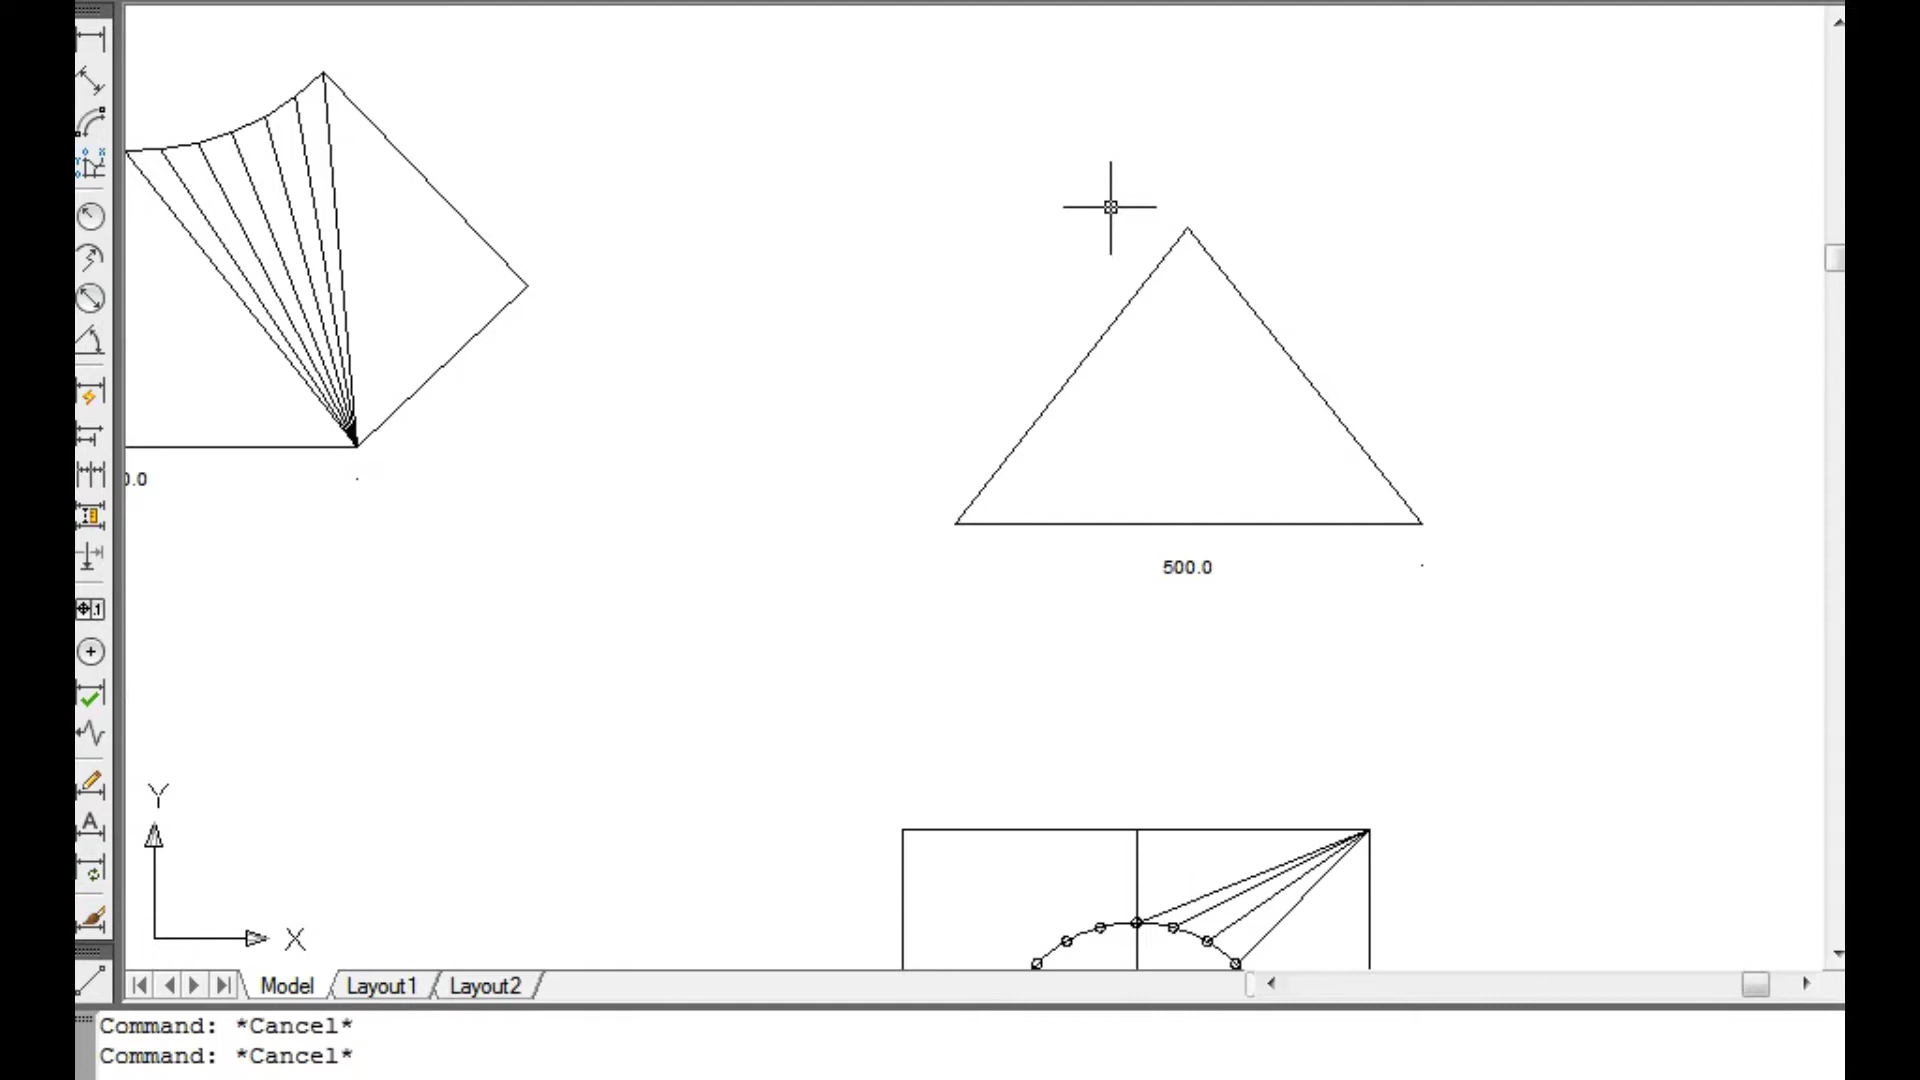 0.0
500.0
Y
X
Model Layout1 Layout2
Command: *Cancel*
Command: *Cancel*